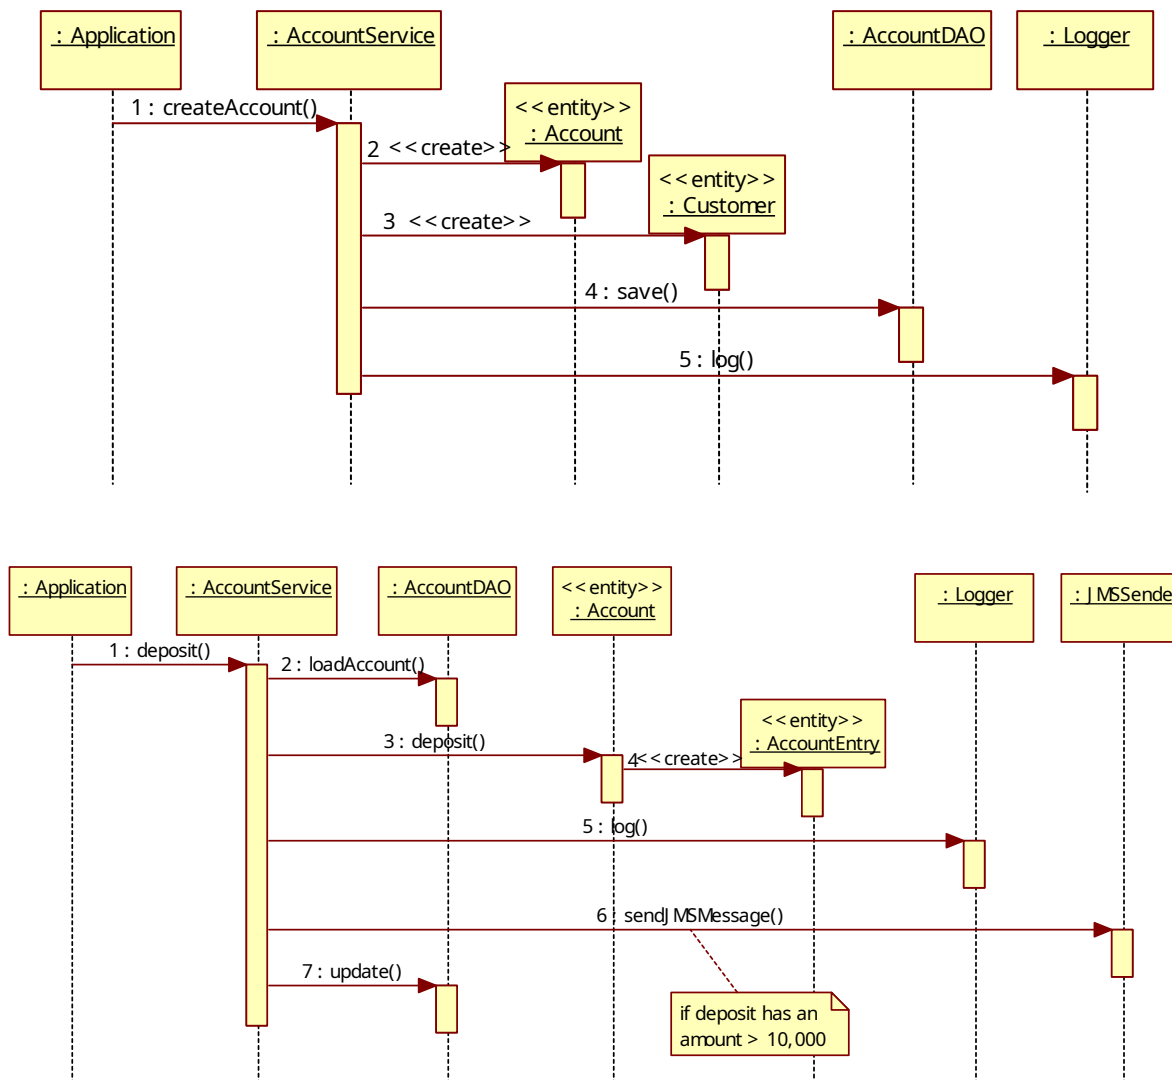 : Application
: AccountService
: AccountDAO
: Logger
<<entity>>
: Account
1 : createAccount()
2 <<create>>
<<entity>>
: Customer
3 <<create>>
4 : save()
5 : log()
: Application
: AccountService
: AccountDAO
<<entity>>
: Account
: Logger
: JMSSende
1 : deposit()
2 : loadAccount()
<<entity>>
: AccountEntry
3 : deposit()
4 <<create>>
5 : log()
6 : sendJMSMessage()
7 : update()
if deposit has an
amount > 10,000